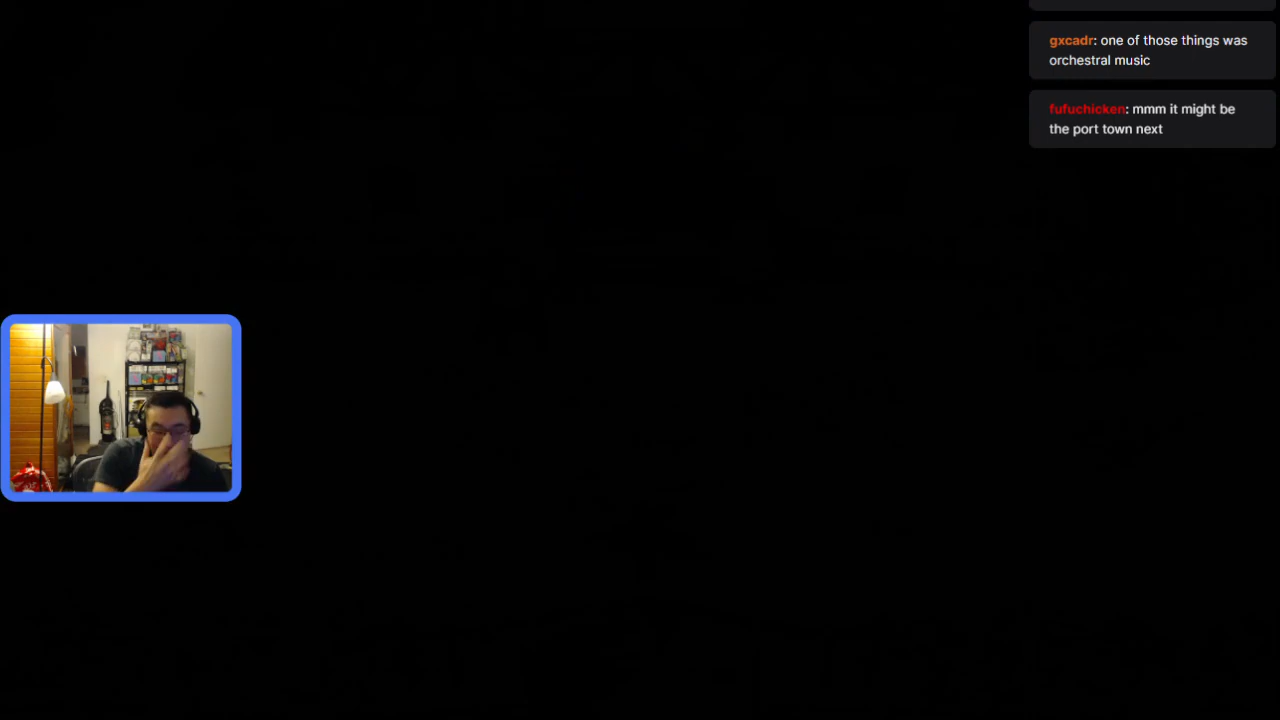 gxcadr: one of those things was
orchestral music
fufuchicken: mmm it might be
the port town next